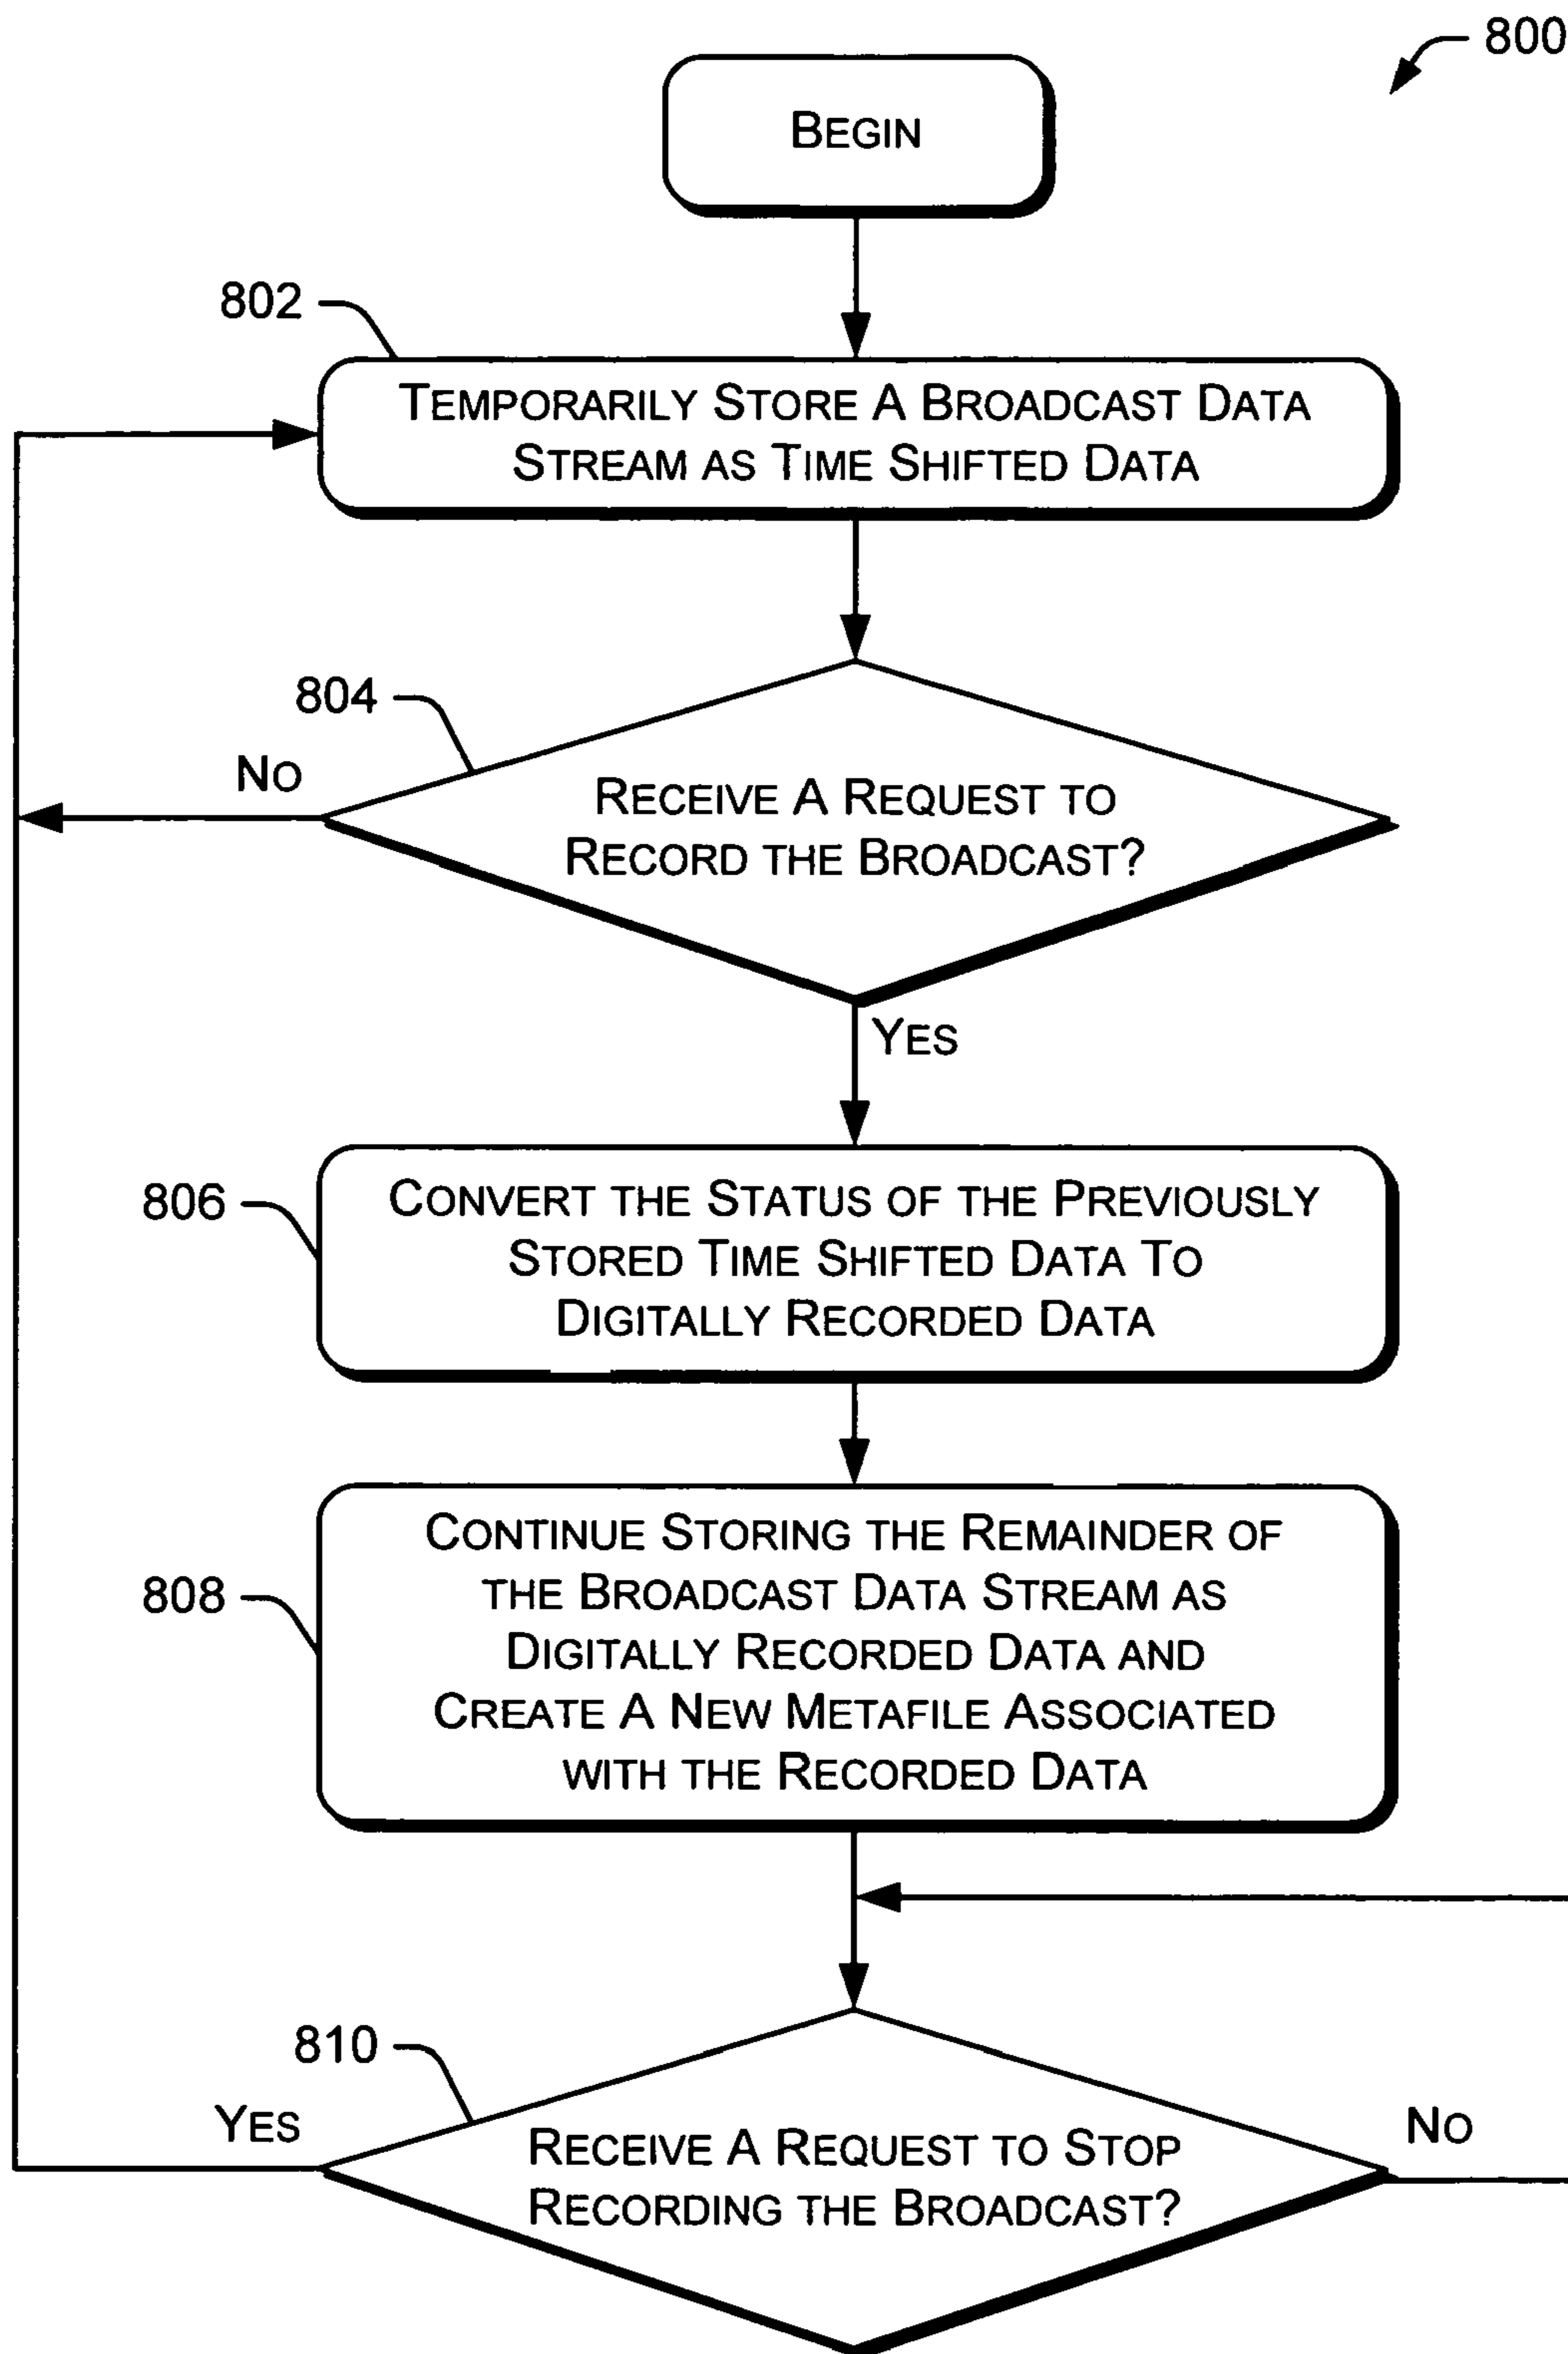 800
BEGIN
802
TEMPORARILY STORE A BROADCAST DATA
STREAM AS TIME SHIFTED DATA
804
NO
RECEIVE A REQUEST TO
RECORD THE BROADCAST?
YES
806
CONVERT THE STATUS OF THE PREVIOUSLY
STORED TIME SHIFTED DATA TO
DIGITALLY RECORDED DATA
808
CONTINUE STORING THE REMAINDER OF
THE BROADCAST DATA STREAM AS
DIGITALLY RECORDED DATA AND
CREATE A NEW METAFILE ASSOCIATED
WITH THE RECORDED DATA
810
YES
NO
RECEIVE A REQUEST TO STOP
RECORDING THE BROADCAST?